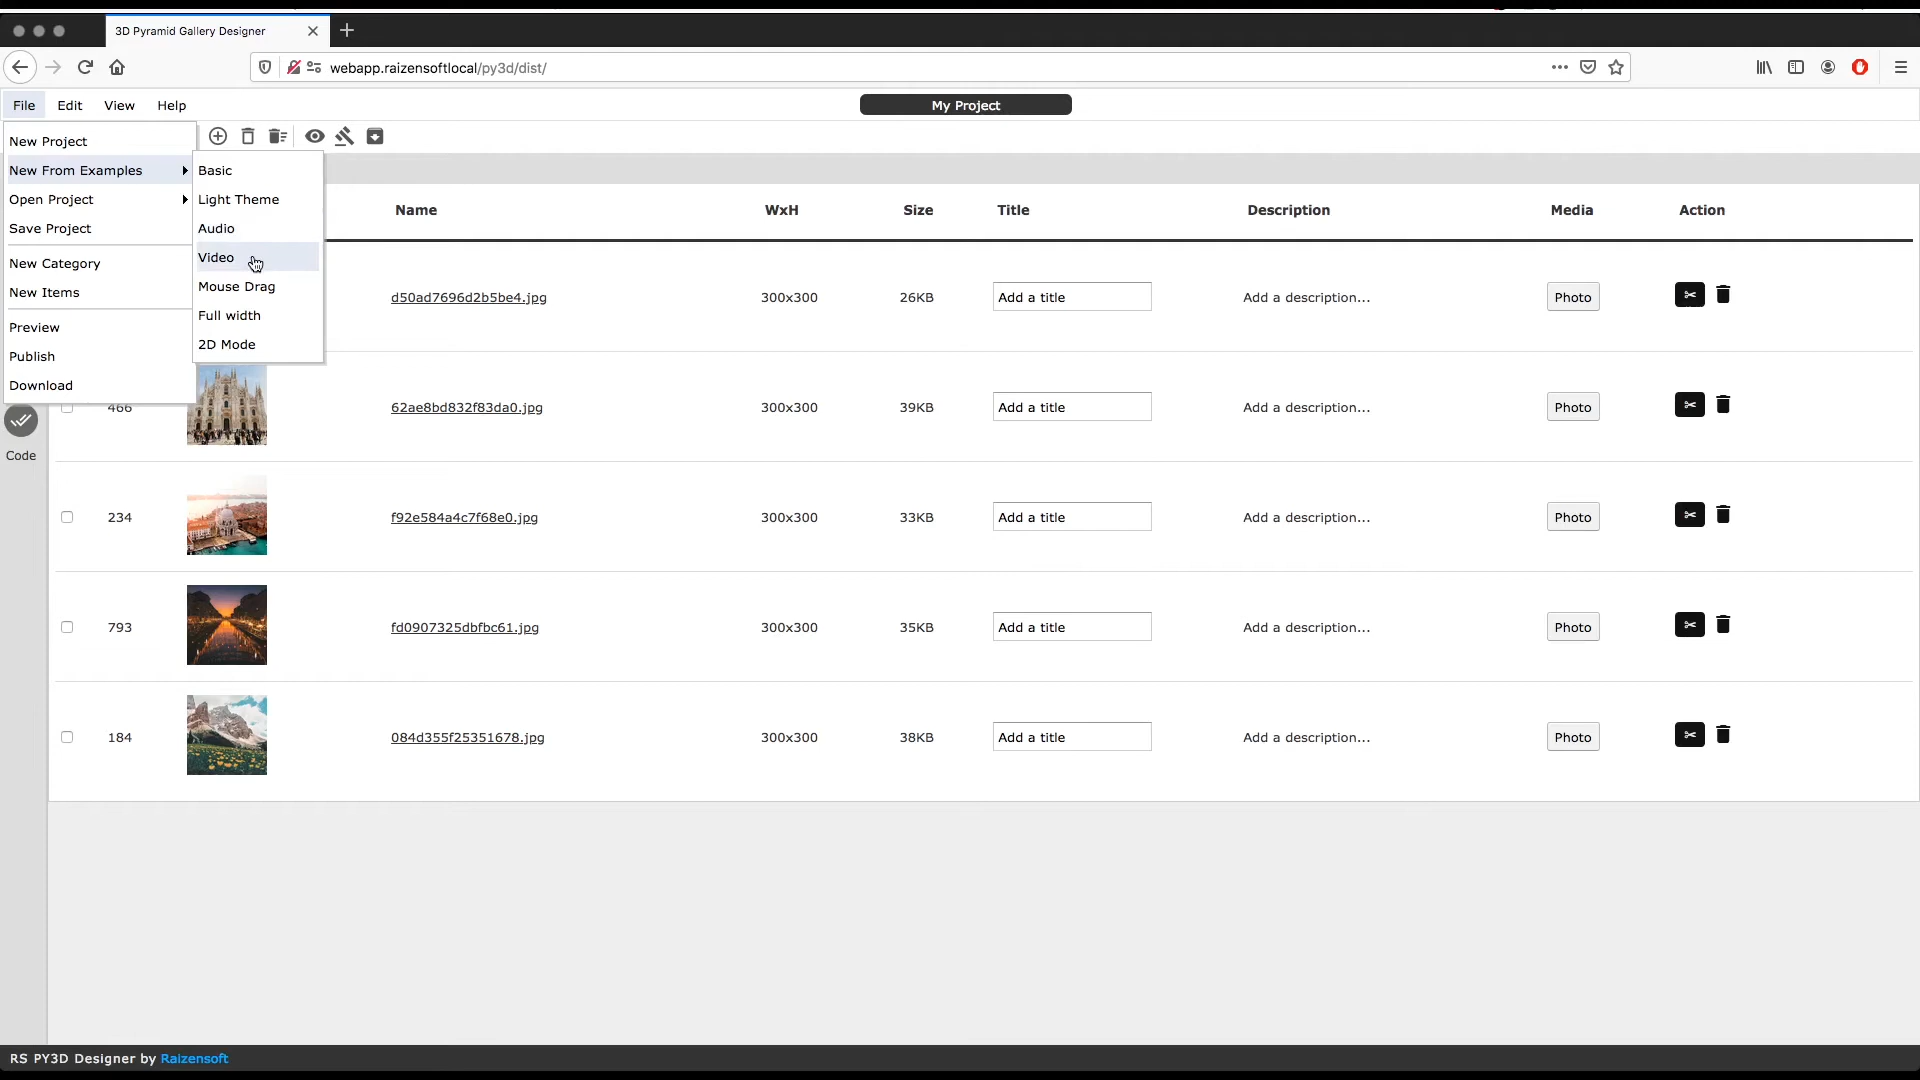 3D Pyramid Gallery Designer
webapp.raizensoftlocal/py3d/dist/
File Edit View Help
My Project
New Project
New From Examples
Open Project
Save Project
New Category
New Items
Preview
Publish
Download
Basic
Light Theme
Audio
Video
Mouse Drag
Full width
2D Mode
Name WxH Size Title Description Media Action
d50ad7696d2b5be4.jpg 300x300 26KB Add a title Add a description... Photo
466 62ae8bd832f83da0.jpg 300x300 39KB Add a title Add a description... Photo
Code
234 f92e584a4c7f68e0.jpg 300x300 33KB Add a title Add a description... Photo
793 fd0907325dbfbc61.jpg 300x300 35KB Add a title Add a description... Photo
184 084d355f25351678.jpg 300x300 38KB Add a title Add a description... Photo
RS PY3D Designer by Raizensoft